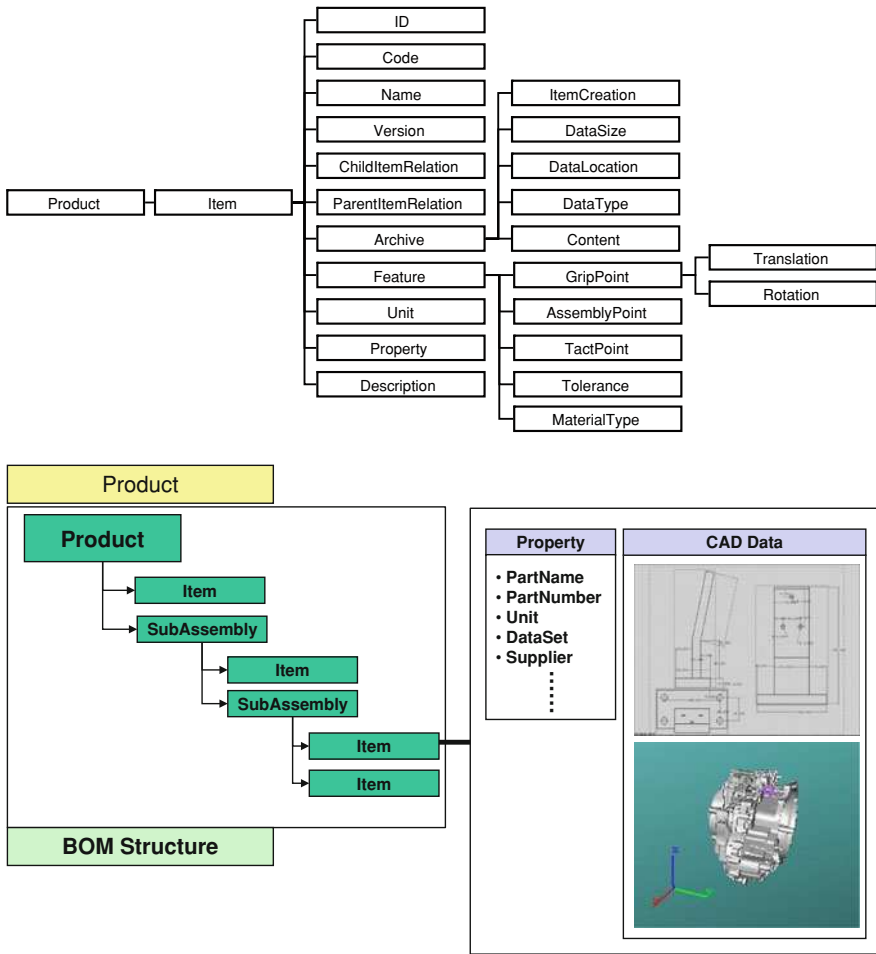 ID
Code
Name
ItemCreation
Version
DataSize
ChildItemRelation
DataLocation
Product
Item
ParentItemRelation
DataType
Archive
Content
Feature
GripPoint
Translation
Rotation
Unit
AssemblyPoint
Property
TactPoint
Description
Tolerance
MaterialType
Product
Product
Item
SubAssembly
Item
SubAssembly
Item
Item
BOM Structure
Property
• PartName
• PartNumber
• Unit
• DataSet
• Supplier
CAD Data